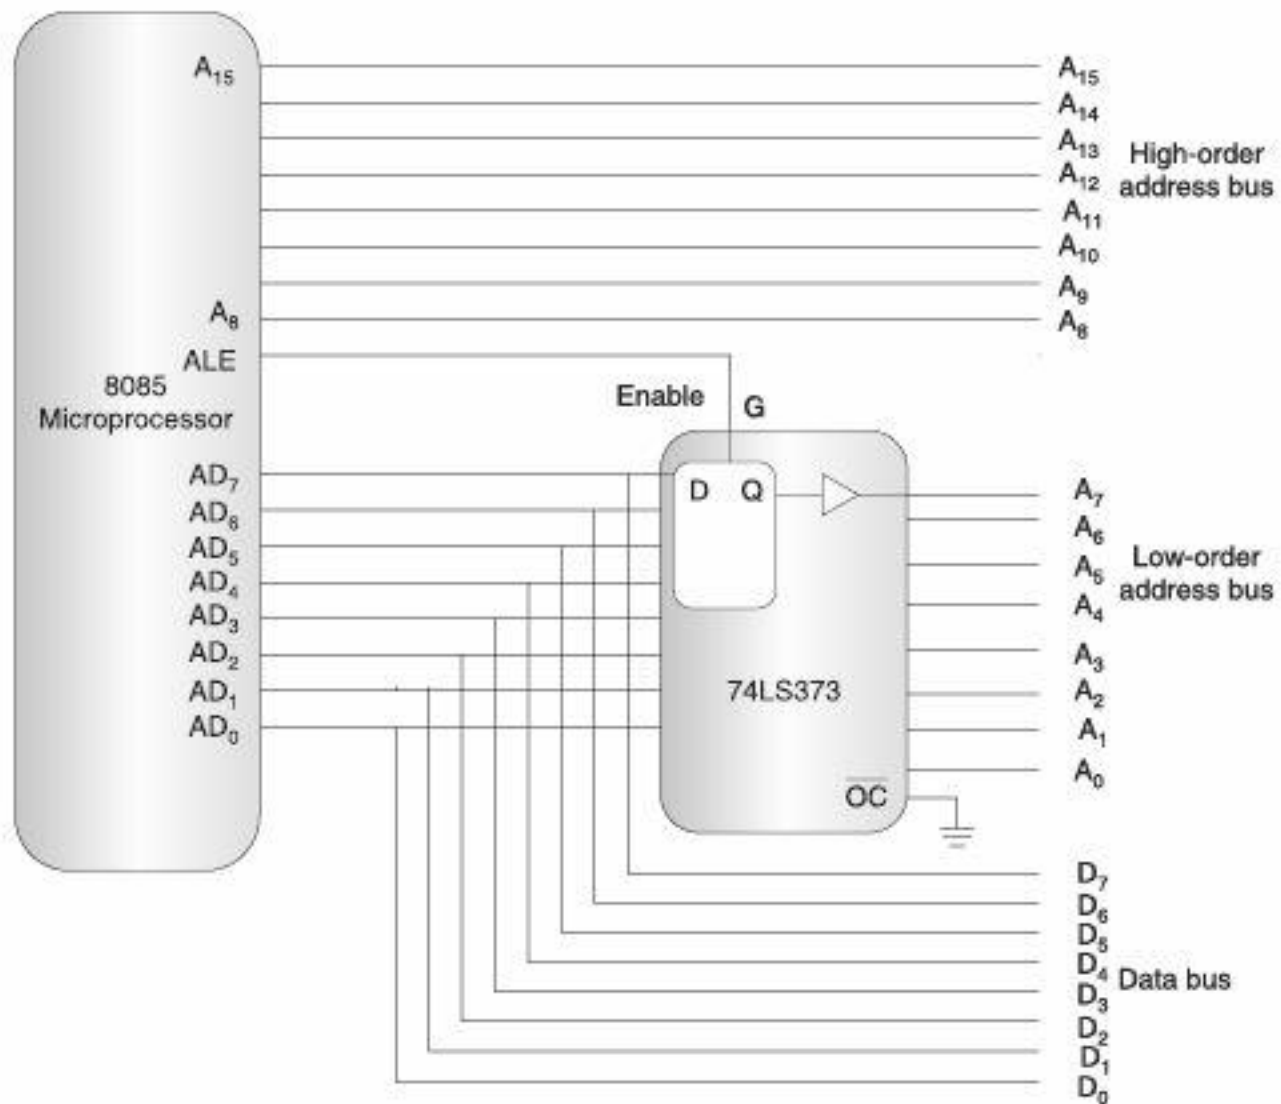 A15
A8
ALE
8085
Microprocessor
AD7
AD6
AD5
AD4
AD3
AD2
AD1
AD0
Enable
G
D Q
74LS373
OC
A15
A14
A13
A12
A11
A10
A9
A8
High-order
address bus
A7
A6
A5
A4
A3
A2
A1
A0
Low-order
address bus
D7
D6
D5
D4
D3
D2
D1
D0
Data bus